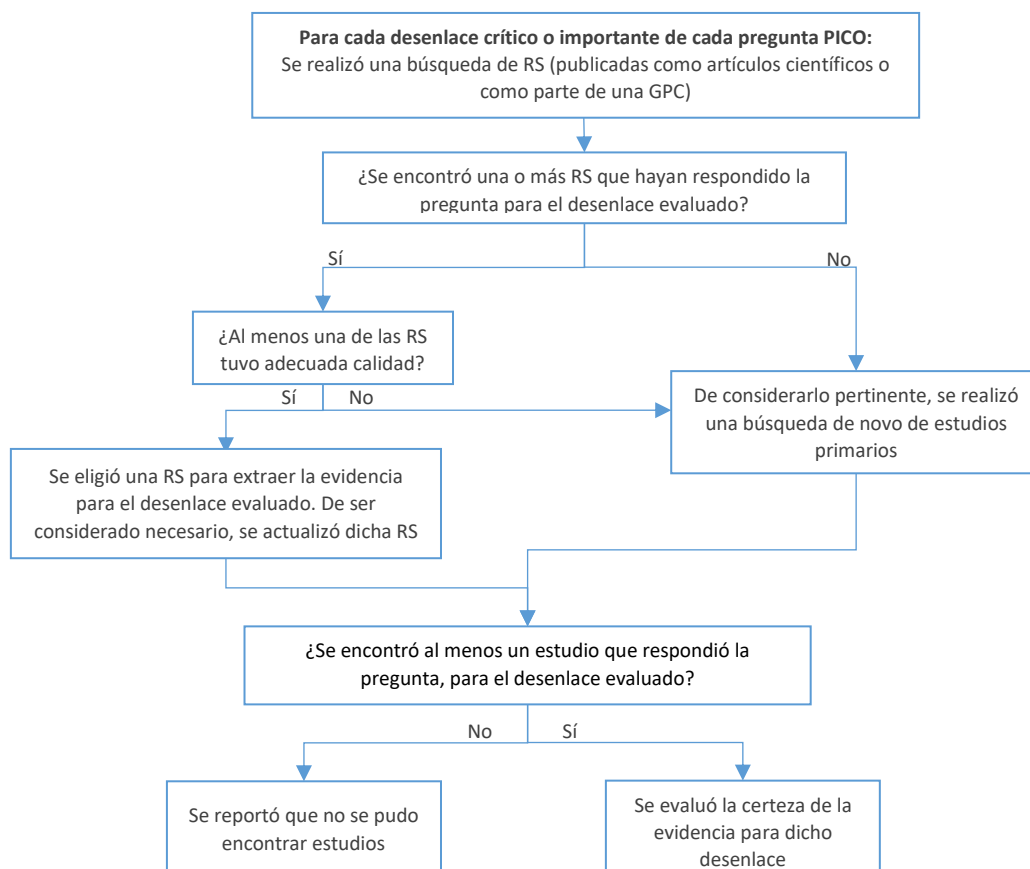 Para cada desenlace crítico o importante de cada pregunta PICO:
Se realizó una búsqueda de RS (publicadas como artículos científicos o
como parte de una GPC)
¿Se encontró una o más RS que hayan respondido la
pregunta para el desenlace evaluado?
Sí
No
¿Al menos una de las RS
tuvo adecuada calidad?
Sí
No
De considerarlo pertinente, se realizó
una búsqueda de novo de estudios
primarios
Se eligió una RS para extraer la evidencia
para el desenlace evaluado. De ser
considerado necesario, se actualizó dicha RS
¿Se encontró al menos un estudio que respondió la
pregunta, para el desenlace evaluado?
No
Sí
Se reportó que no se pudo
encontrar estudios
Se evaluó la certeza de la
evidencia para dicho
desenlace